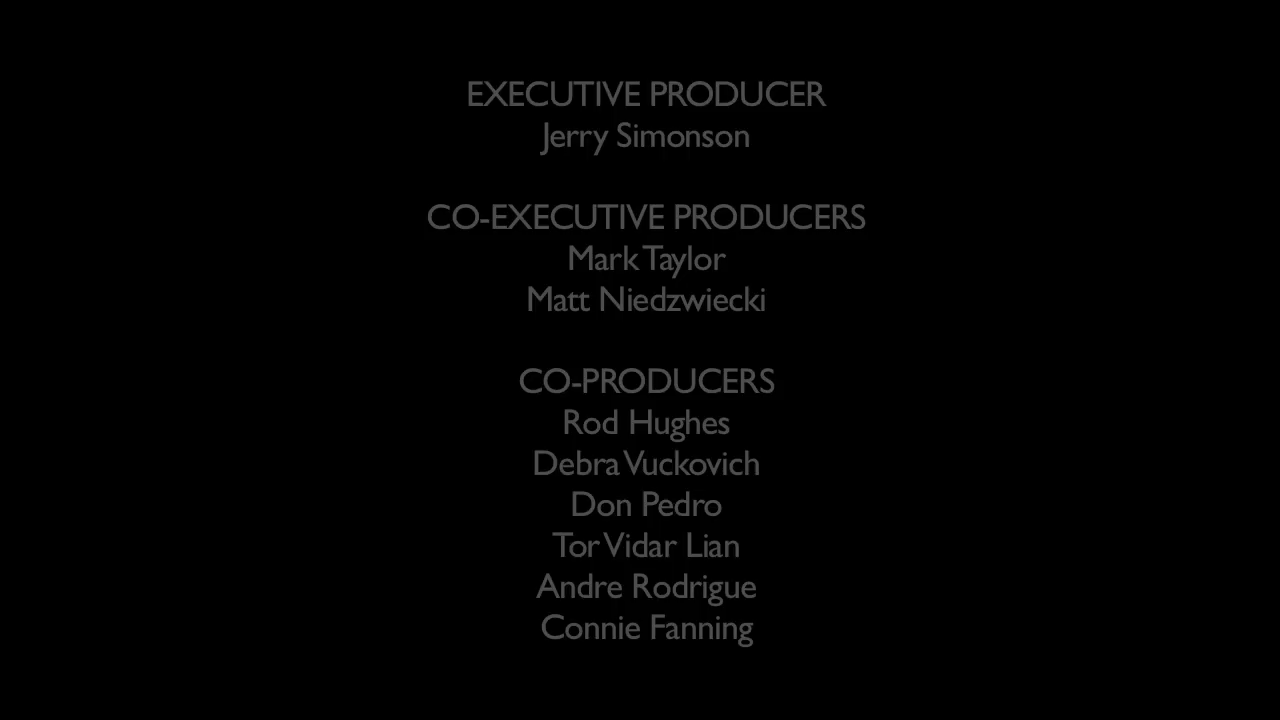 EXECUTIVE PRODUCER
Jerry Simonson
CO-EXECUTIVE PRODUCERS
Mark Taylor
Matt Niedzwiecki
CO-PRODUCERS
Rod Hughes
Debra Vuckovich
Don Pedro
Tor Vidar Lian
Andre Rodrigue
Connie Fanning